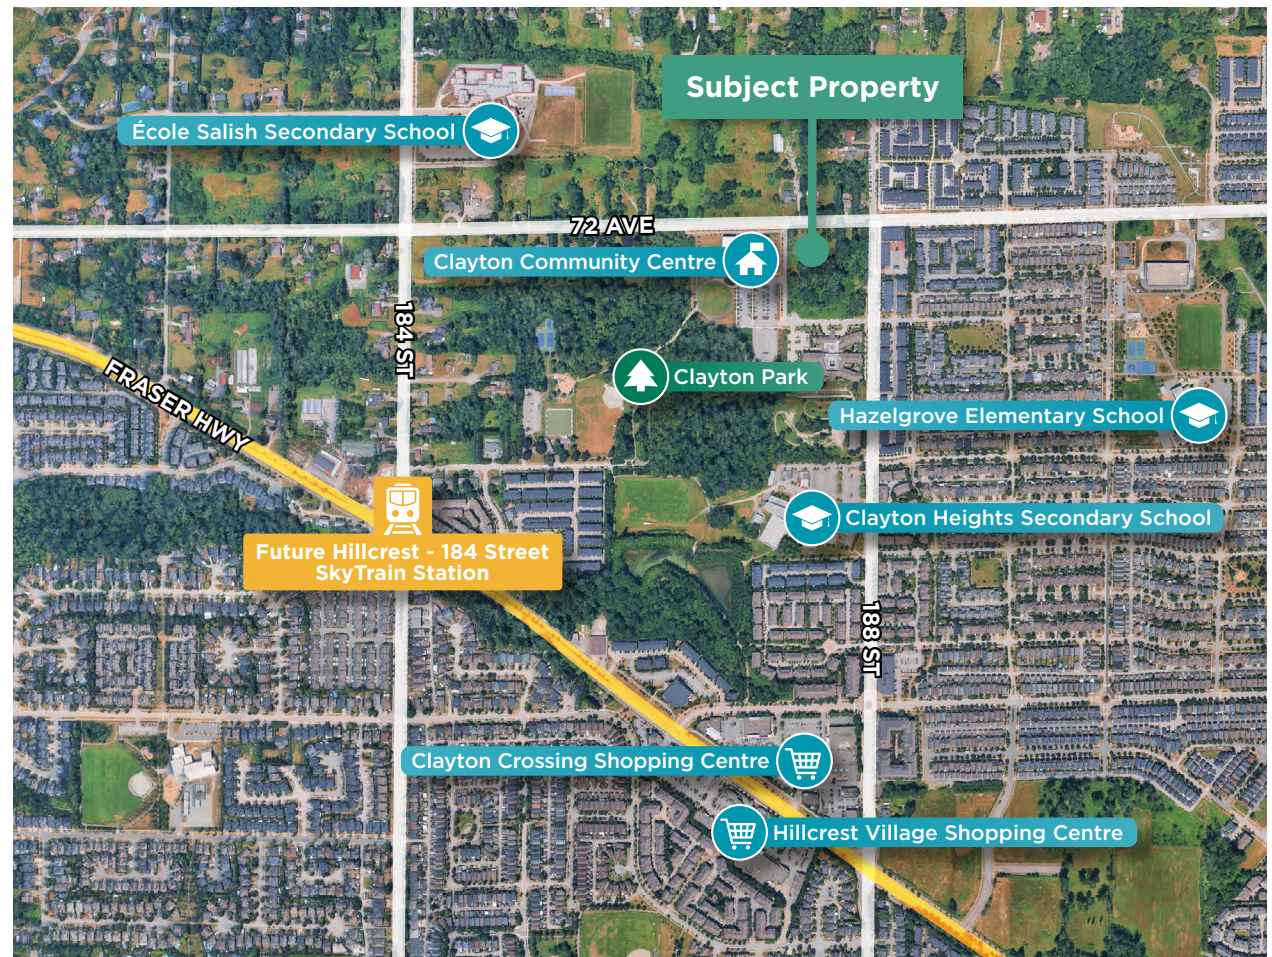 Subject Property
École Salish Secondary School
72 AVE
Clayton Community Centre
184 ST
FRASER HWY
Clayton Park
Hazelgrove Elementary School
Clayton Heights Secondary School
Future Hillcrest - 184 Street
SkyTrain Station
188 ST
Clayton Crossing Shopping Centre
Hillcrest Village Shopping Centre